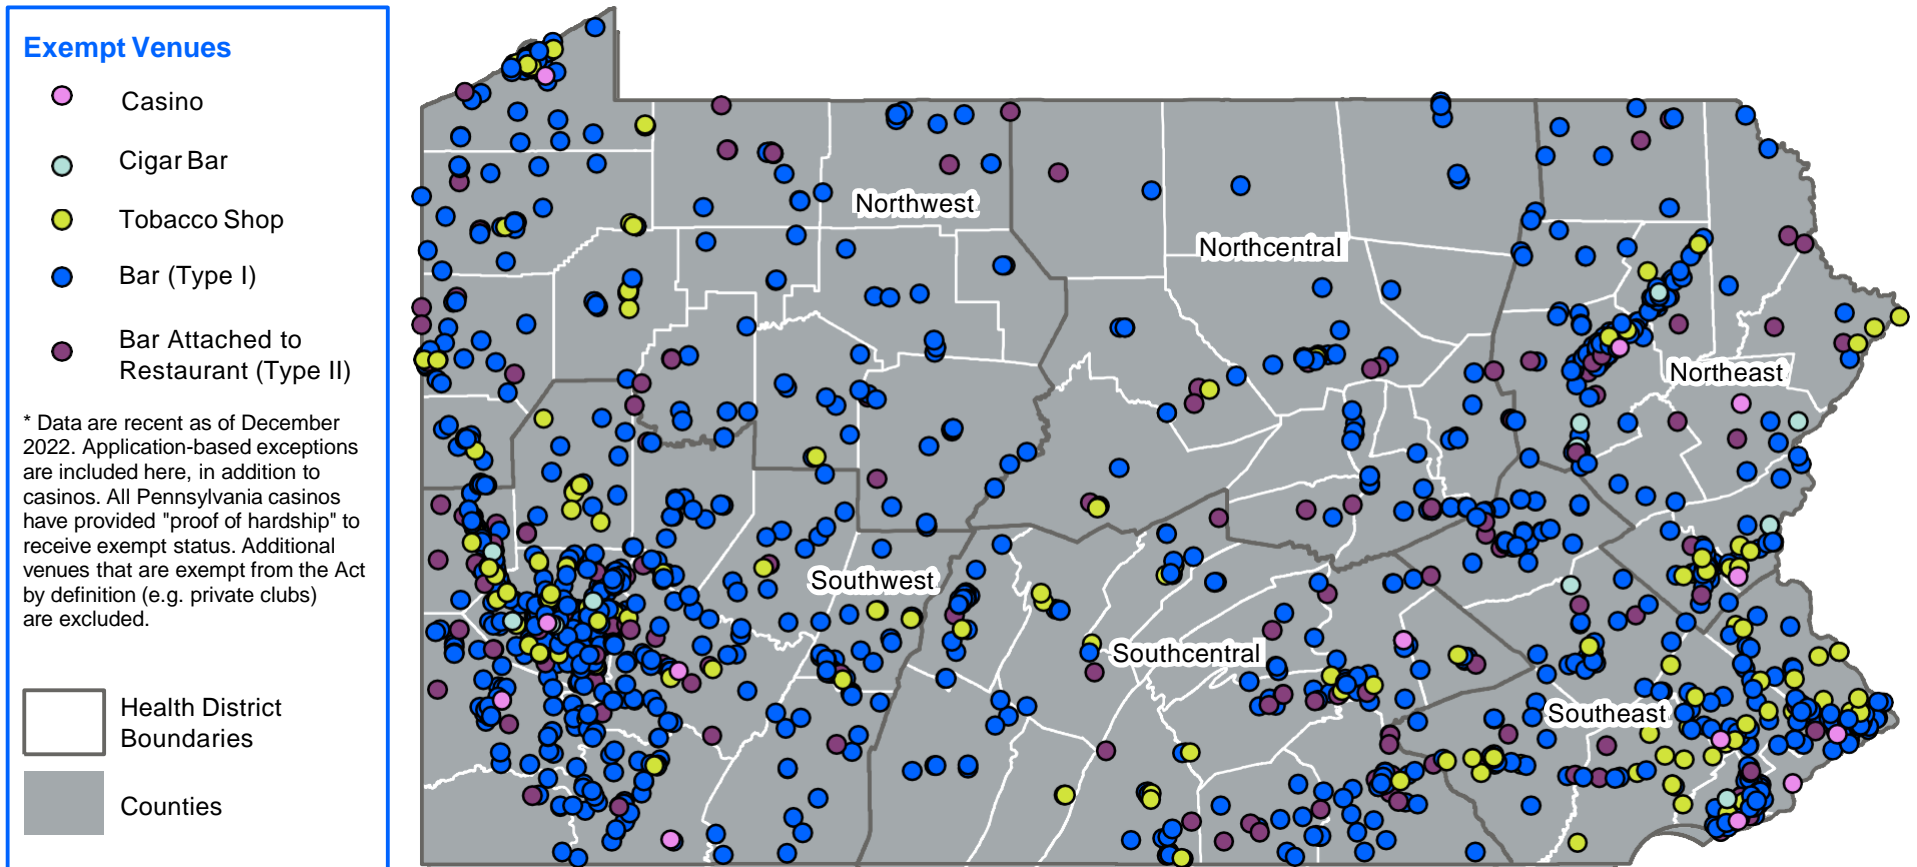 Exempt Venues
Casino
Cigar Bar
Tobacco Shop
Bar (Type I)
Bar Attached to
Restaurant (Type II)
* Data are recent as of December
2022. Application-based exceptions
are included here, in addition to
casinos. All Pennsylvania casinos
have provided "proof of hardship" to
receive exempt status. Additional
venues that are exempt from the Act
by definition (e.g. private clubs)
are excluded.
Health District
Boundaries
Counties
Northwest
Northcentral
Northeast
Southwest
Southcentral
Southeast